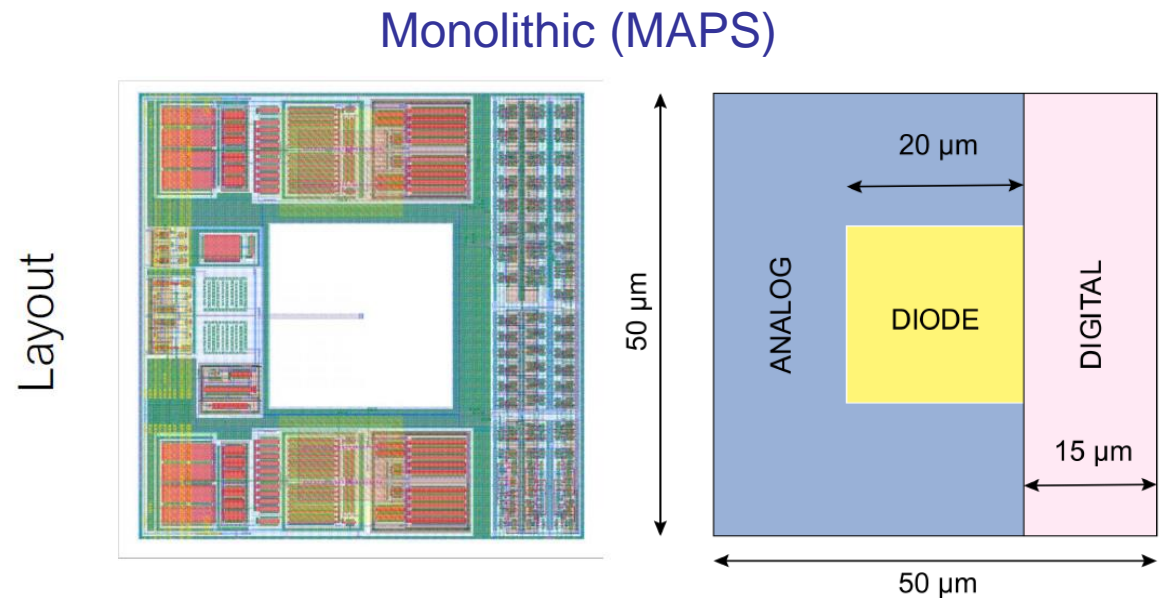 Monolithic (MAPS)
Layout
50 µm
20 µm
ANALOG
DIODE
DIGITAL
15 µm
50 µm